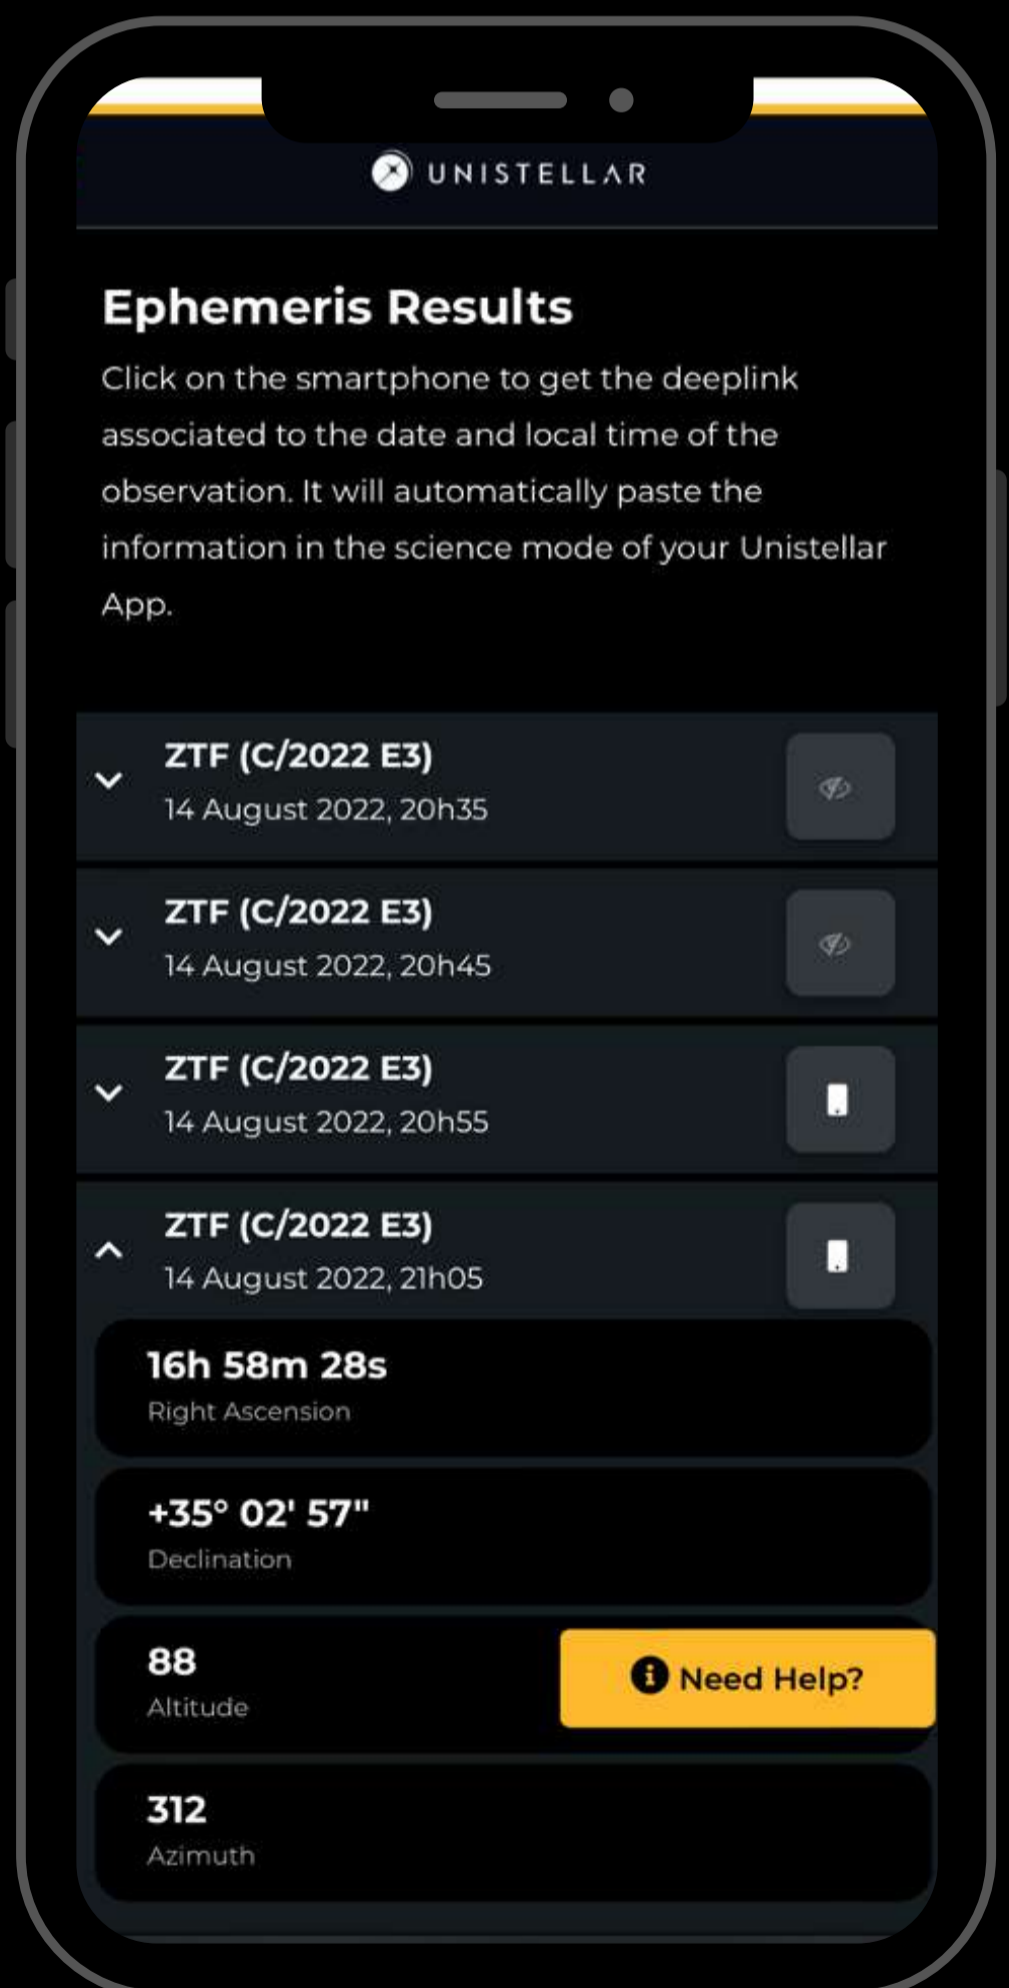 UNISTELLAR
Ephemeris Results
Click on the smartphone to get the deeplink
associated to the date and local time of the
observation. It will automatically paste the
information in the science mode of your Unistellar
App.
ZTF (C/2022 E3)
14 August 2022, 20h35
ZTF (C/2022 E3)
14 August 2022, 20h45
ZTF (C/2022 E3)
14 August 2022, 20h55
ZTF (C/2022 E3)
14 August 2022, 21h05
16h 58m 28s
Right Ascension
+35° 02' 57"
Declination
88
Altitude
Need Help?
312
Azimuth